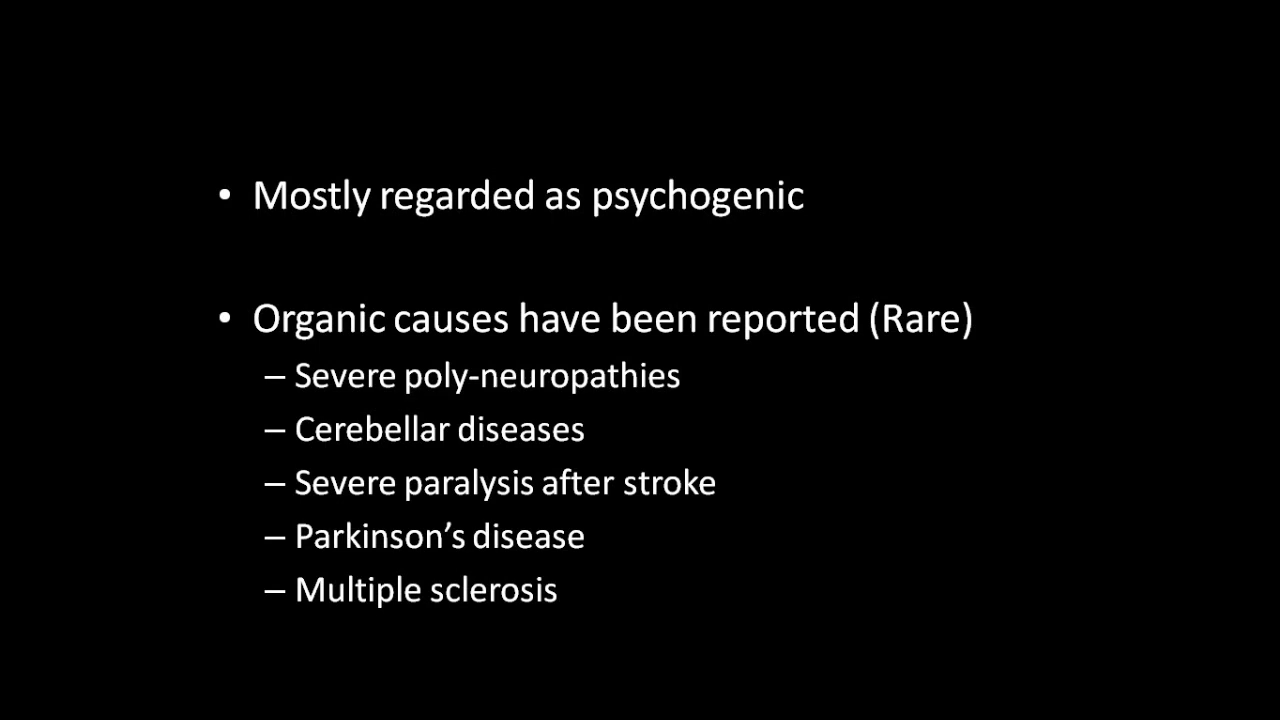 • Mostly regarded as psychogenic
• Organic causes have been reported (Rare)
– Severe poly-neuropathies
– Cerebellar diseases
– Severe paralysis after stroke
– Parkinson’s disease
– Multiple sclerosis